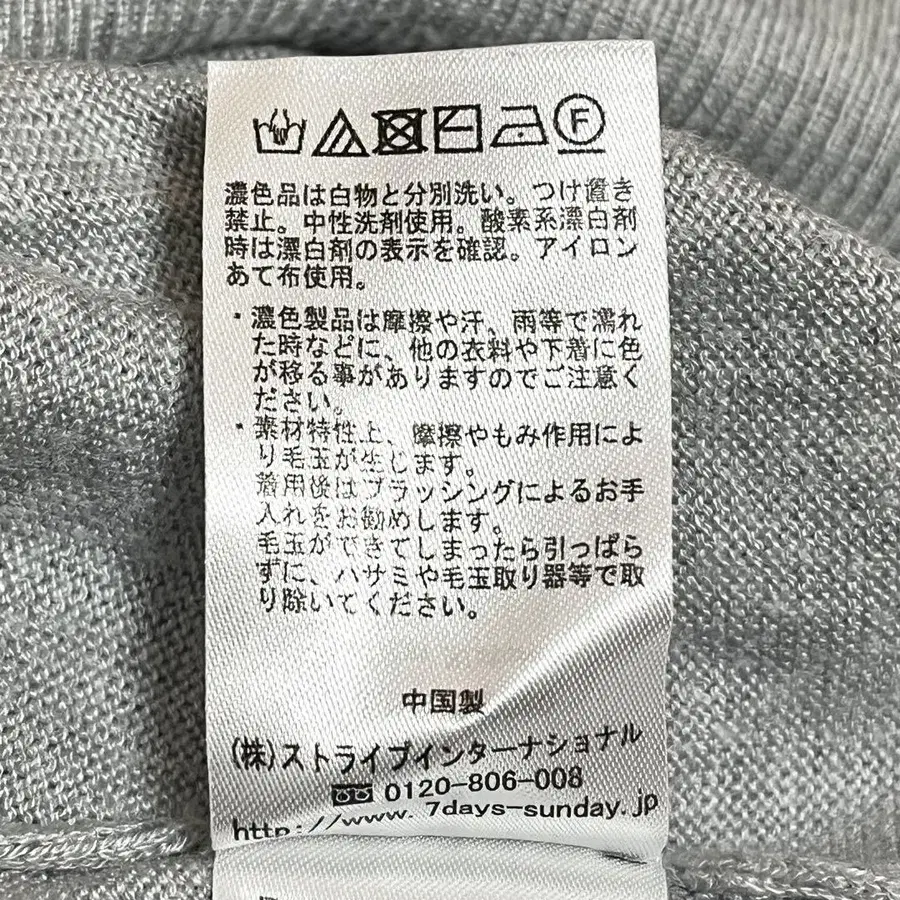 F
濃色品は白物と分別洗い。つけ置き
禁止。中性洗剤使用。酸素系漂白剤
時は漂白剤の表示を確認。アイロン
あて布使用。
・濃色製品は摩擦や汗、雨等で濡れ
た時などに、他の衣料や下着に色
が移る事がありますのでご注意く
ださい。
・素材特性上、摩擦やもみ作用によ
り毛玉が生じます。
着用後はブラッシングによるお手
入れをお勧めします。
毛玉ができてしまったら引っぱら
ずに、ハサミや毛玉取り器等で取
り除いてください。
中国製
(株)ストライプインターナショナル
0120-806-008
http://www.7days-sunday.jp